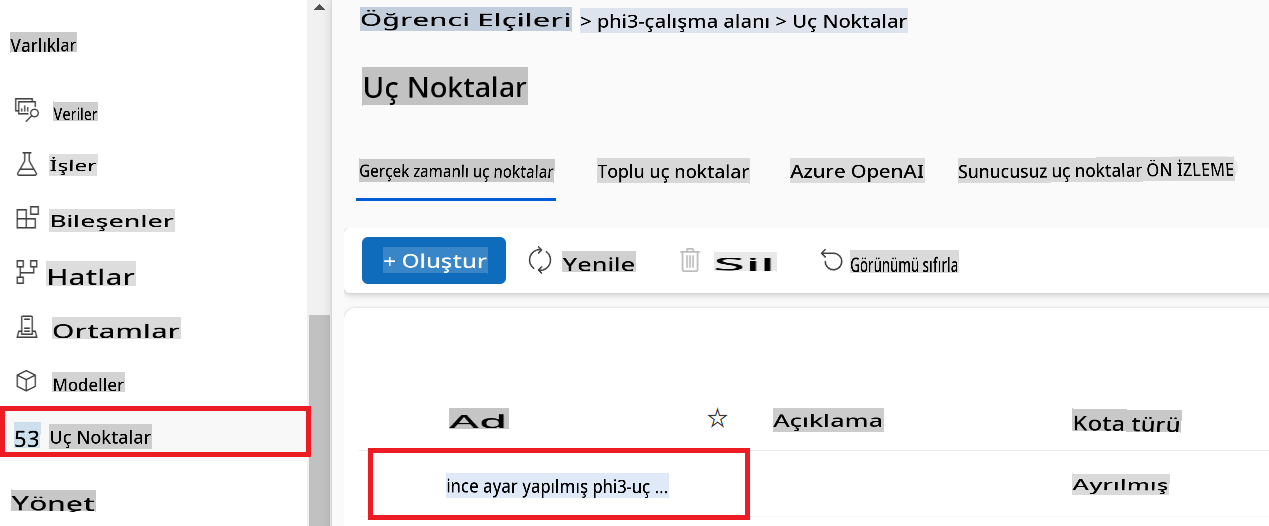 Varlıklar
Veriler
İşler
Bileşenler
Hatlar
Ortamlar
Modeller
53 Uç Noktalar
Yönet
Öğrenci Elçileri > phi3-çalışma alanı > Uç Noktalar
Uç Noktalar
Gerçek zamanlı uç noktalar Toplu uç noktalar Azure OpenAI Sunucusuz uç noktalar ÖN İZLEME
+ Oluştur Yenile Sil Görünümü sıfırla
Ad Açıklama Kota türü
ince ayar yapılmış phi3-uç ... Ayrılmış